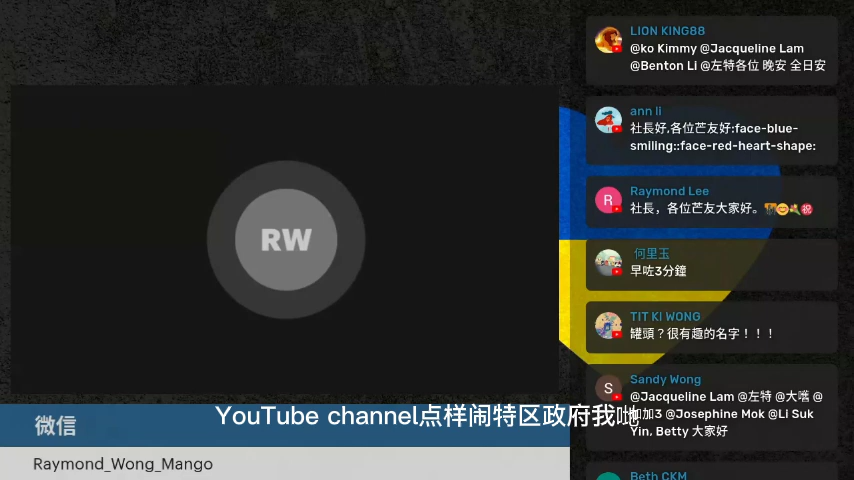 LION KING88
@ko Kimmy @Jacqueline Lam
@Benton Li @左特各位 晚安 全日安
ann li
社長好,各位芒友好:face-blue-
smiling::face-red-heart-shape:
RW
R
Raymond Lee
社長，各位芒友大家好。
何里玉
早咗3分鐘
TIT KI WONG
罐頭？很有趣的名字！！！
S
Sandy Wong
@Jacqueline Lam @左特 @大嘴 @
加加3 @Josephine Mok @Li Suk
Yin, Betty 大家好
YouTube channel点样闹特区政府我哋
微信
Raymond_Wong_Mango
Beth CKM